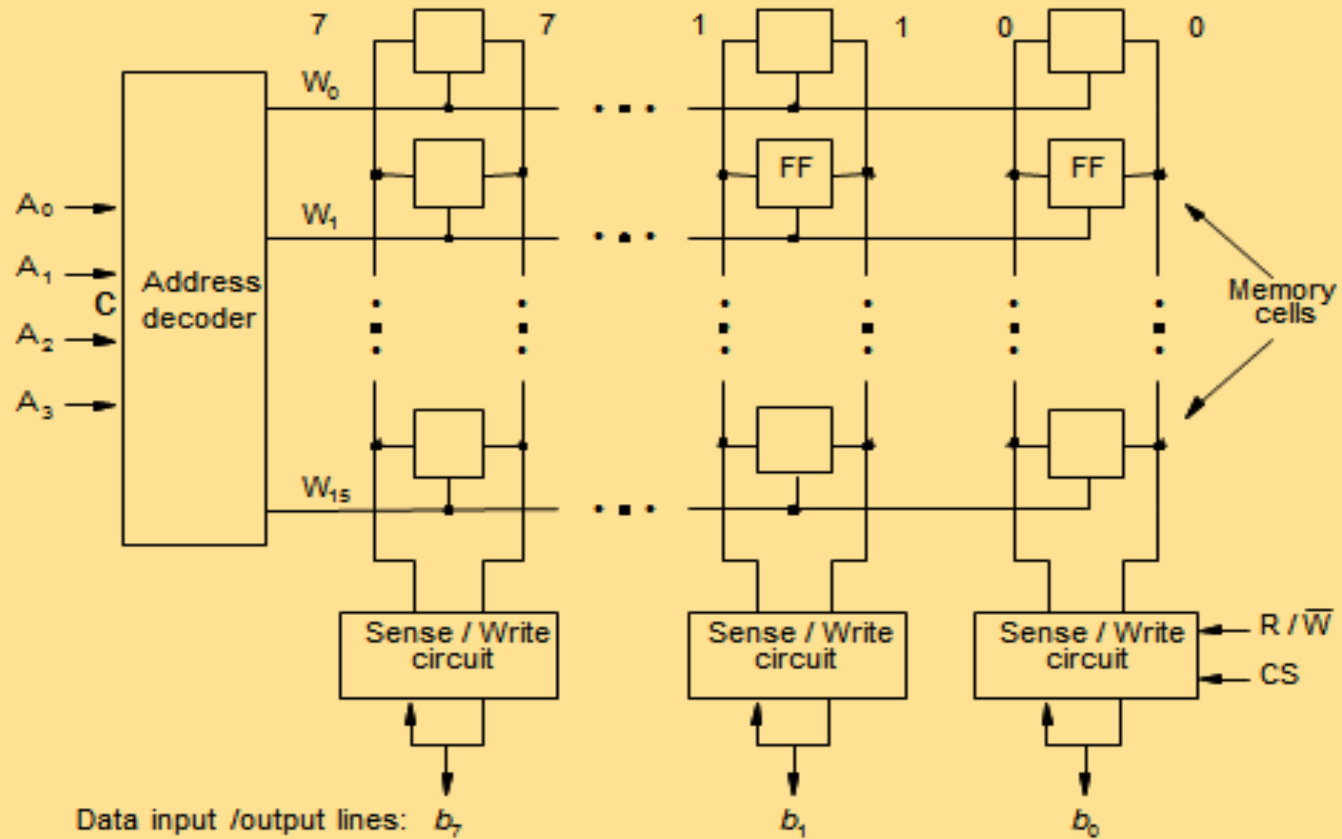 7 7 1 1 0 0
W₀
FF FF
A₀
W₁
A₁
Address
decoder
C
Memory
cells
A₂
A₃
W₁₅
Sense / Write
circuit
Sense / Write
circuit
Sense / Write
circuit
R / W̅
CS
Data input /output lines: b₇ b₁ b₀